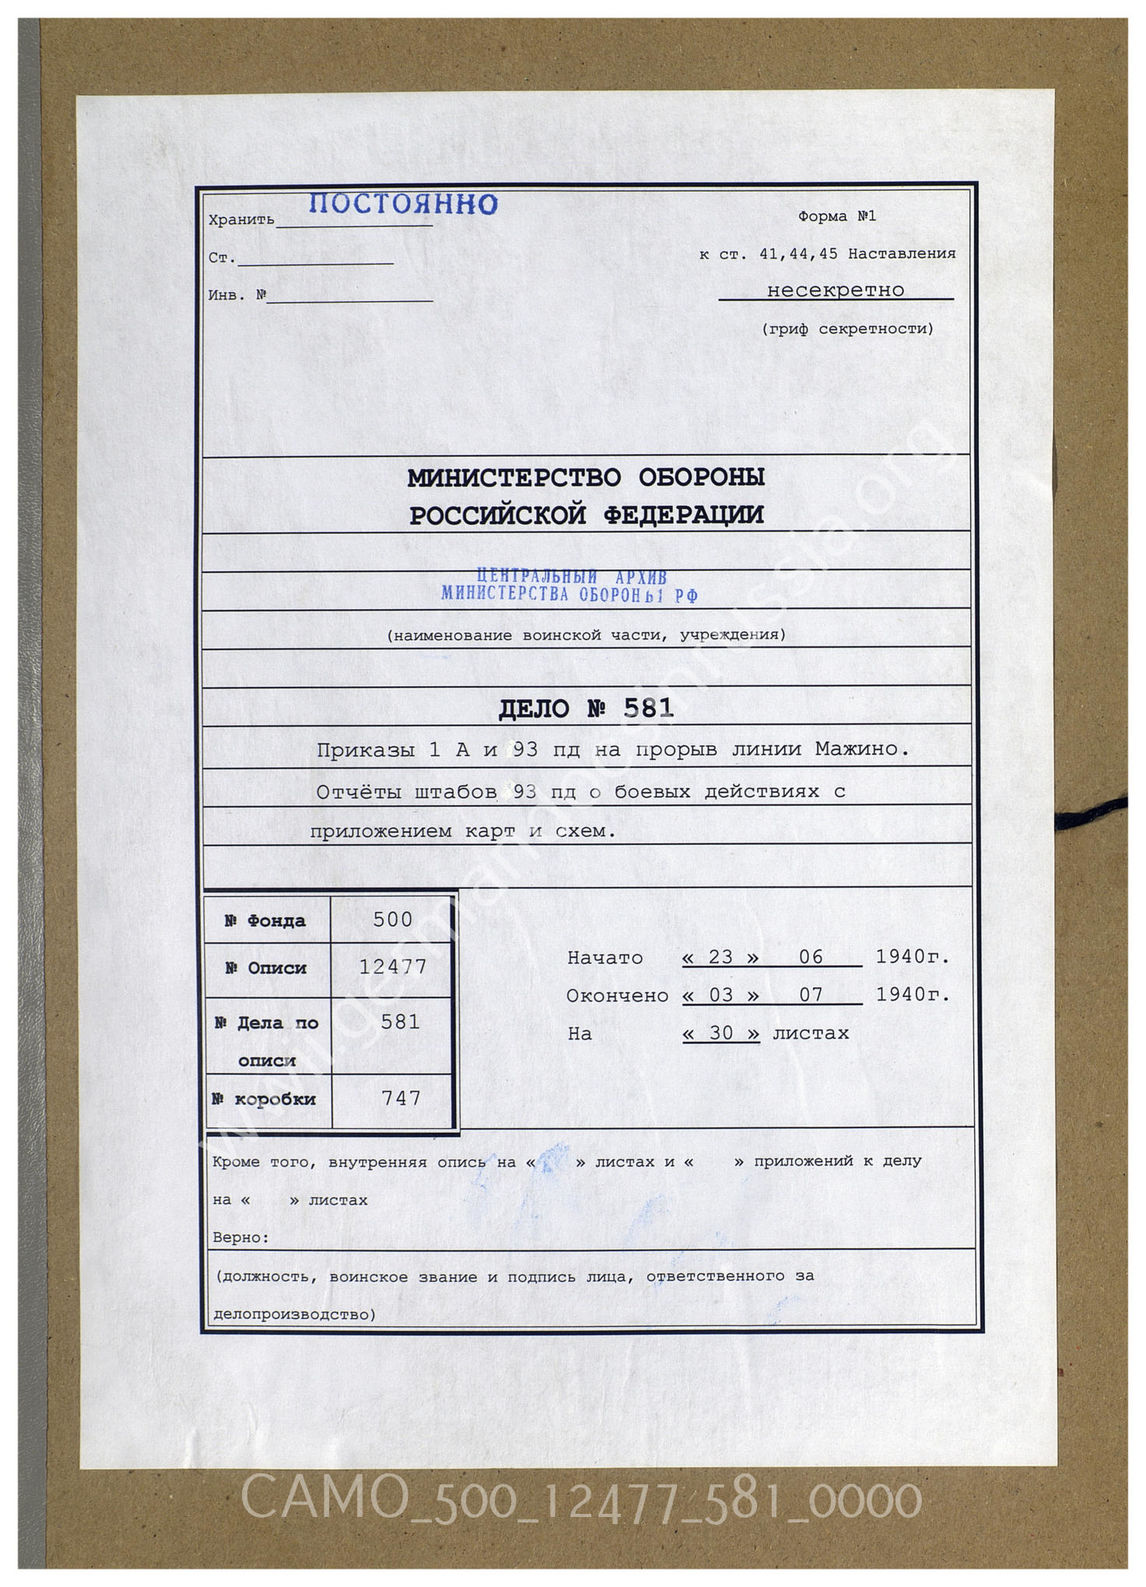 ПОСТОЯННО
Хранить
Форма №1
Ст.
к ст. 41,44,45 Наставления
Инв. №
несекретно
(гриф секретности)
МИНИСТЕРСТВО ОБОРОНЫ
РОССИЙСКОЙ ФЕДЕРАЦИИ
ЦЕНТРАЛЬНЫЙ АРХИВ
МИНИСТЕРСТВА ОБОРОНЫ РФ
(наименование воинской части, учреждения)
ДЕЛО № 581
Приказы 1 А и 93 пд на прорыв линии Мажино.
Отчёты штабов 93 пд о боевых действиях с
приложением карт и схем.
№ Фонда 500
№ Описи 12477
№ Дела по описи 581
№ коробки 747
Начато « 23 » 06 1940г.
Окончено « 03 » 07 1940г.
На « 30 » листах
Кроме того, внутренняя опись на « » листах и « » приложений к делу
на « » листах
Верно:
(должность, воинское звание и подпись лица, ответственного за
делопроизводство)
CAMO_500_12477_581_0000